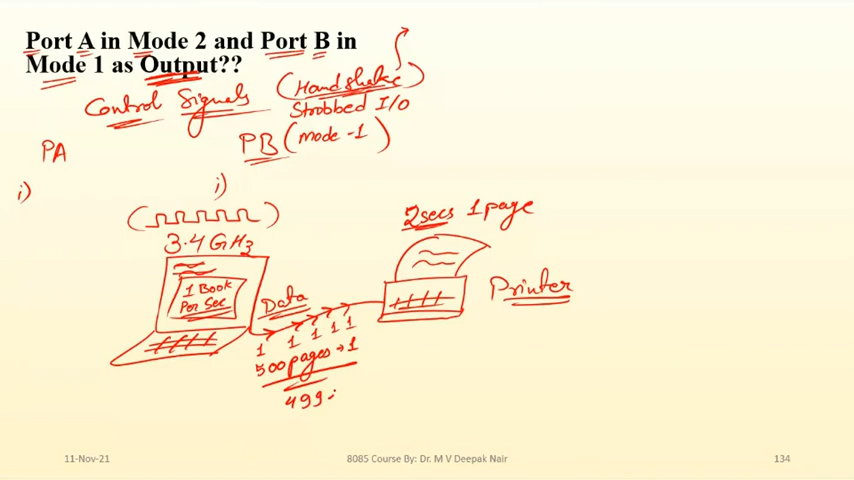 Port A in Mode 2 and Port B in
Mode 1 as Output??
Control Signals (Handshake)
Strobbed I/O
PA
PB (mode -1)
i)
i)
3.4 GHz
2secs 1 page
1 Book
Per Sec
Data
Printer
1 1 1 1 1
500 pages → 1
499
11-Nov-21
8085 Course By: Dr. M V Deepak Nair
134